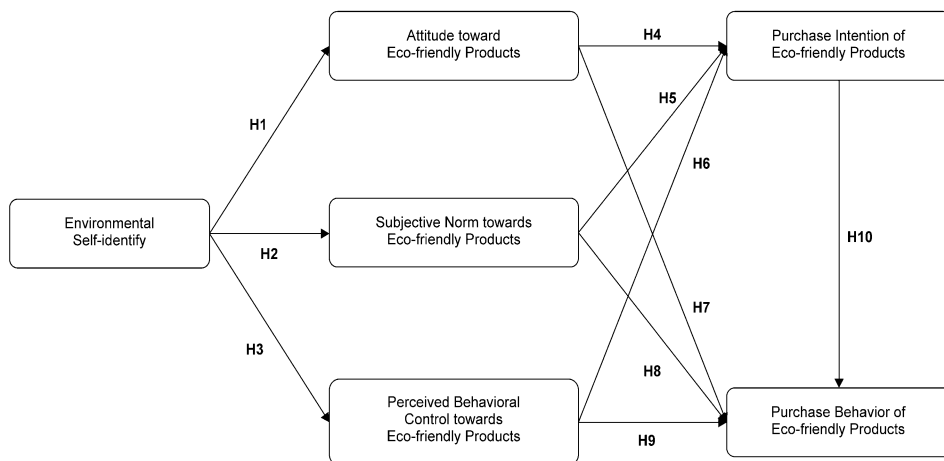 Attitude toward
Eco-friendly Products
H4
Purchase Intention of
Eco-friendly Products
H5
H1
H6
Environmental
Self-identify
Subjective Norm towards
Eco-friendly Products
H2
H10
H7
H3
H8
Perceived Behavioral
Control towards
Eco-friendly Products
H9
Purchase Behavior of
Eco-friendly Products